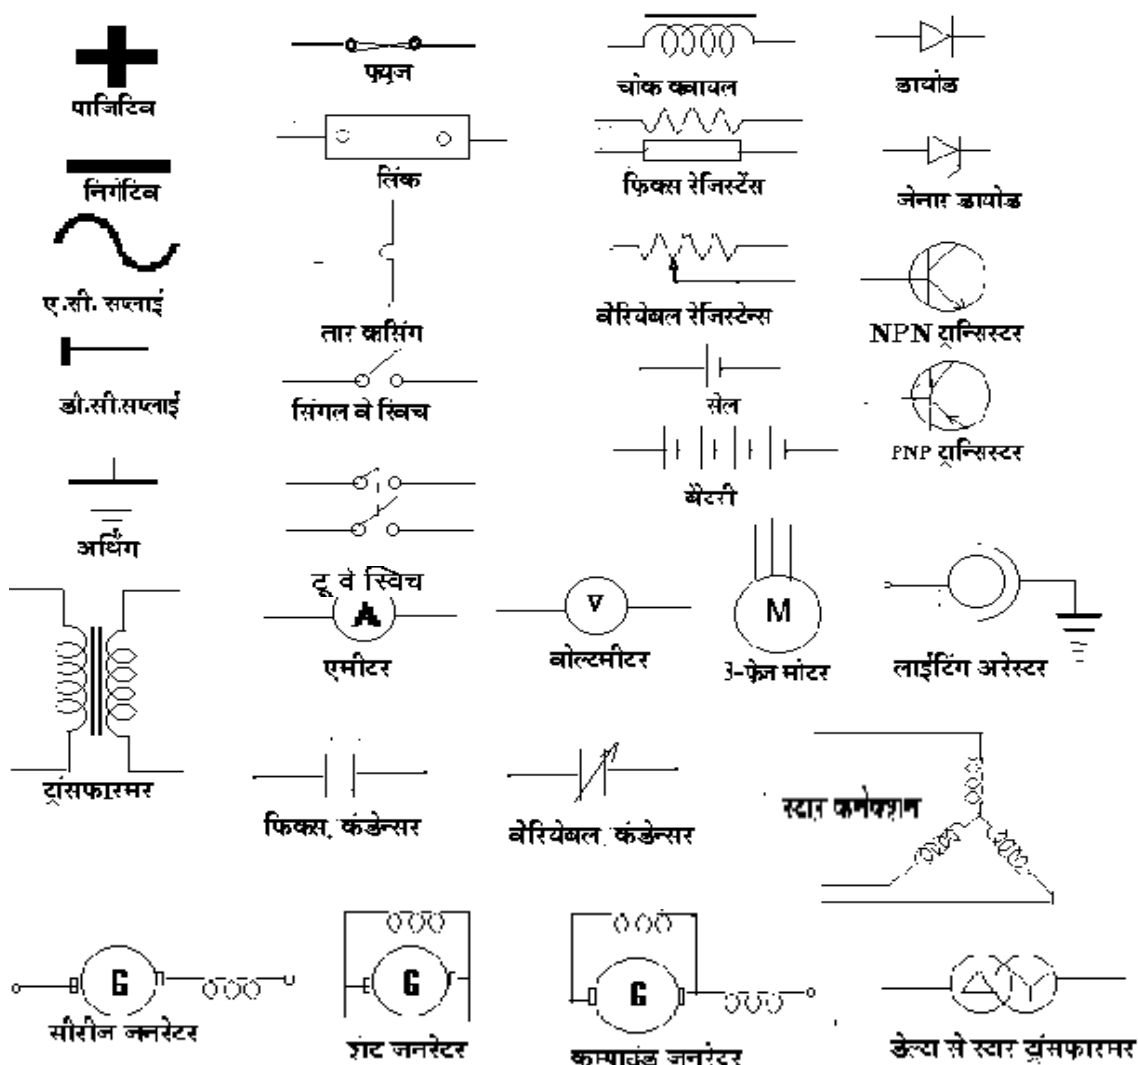 पाजिटिव
फ्युज
चोक क्वायल
डायोड
लिंक
निगेटिव
फिक्स रेजिस्टेंस
जेनार डायोड
ए.सी. सप्लाई
तार क्रासिंग
वेरियेबल रेजिस्टेन्स
NPN ट्रान्सिस्टर
डी.सी.सप्लाई
सिंगल वे स्विच
सेल
PNP ट्रान्सिस्टर
बैटरी
अर्थिंग
टू वे स्विच
A
V
M
एमीटर
वोल्टमीटर
3-फ़ेज मोटर
लाईटिंग अरेस्टर
ट्रांसफारमर
फिक्स. कंडेन्सर
वेरियेबल. कंडेन्सर
स्टार कनेक्शन
G
G
G
सीरीज जनरेटर
शंट जनरेटर
कम्पाउंड जनरेटर
डेल्टा से स्टार ट्रांसफारमर